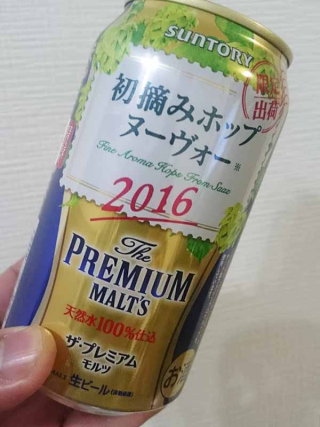 SUNTORY
限定
出荷
初摘みホップ
ヌーヴォー※
Fine Aroma Hops From Saaz
2016
The
PREMIUM
MALT'S
天然水100%仕込
ザ・プレミアム
モルツ
生ビール
お